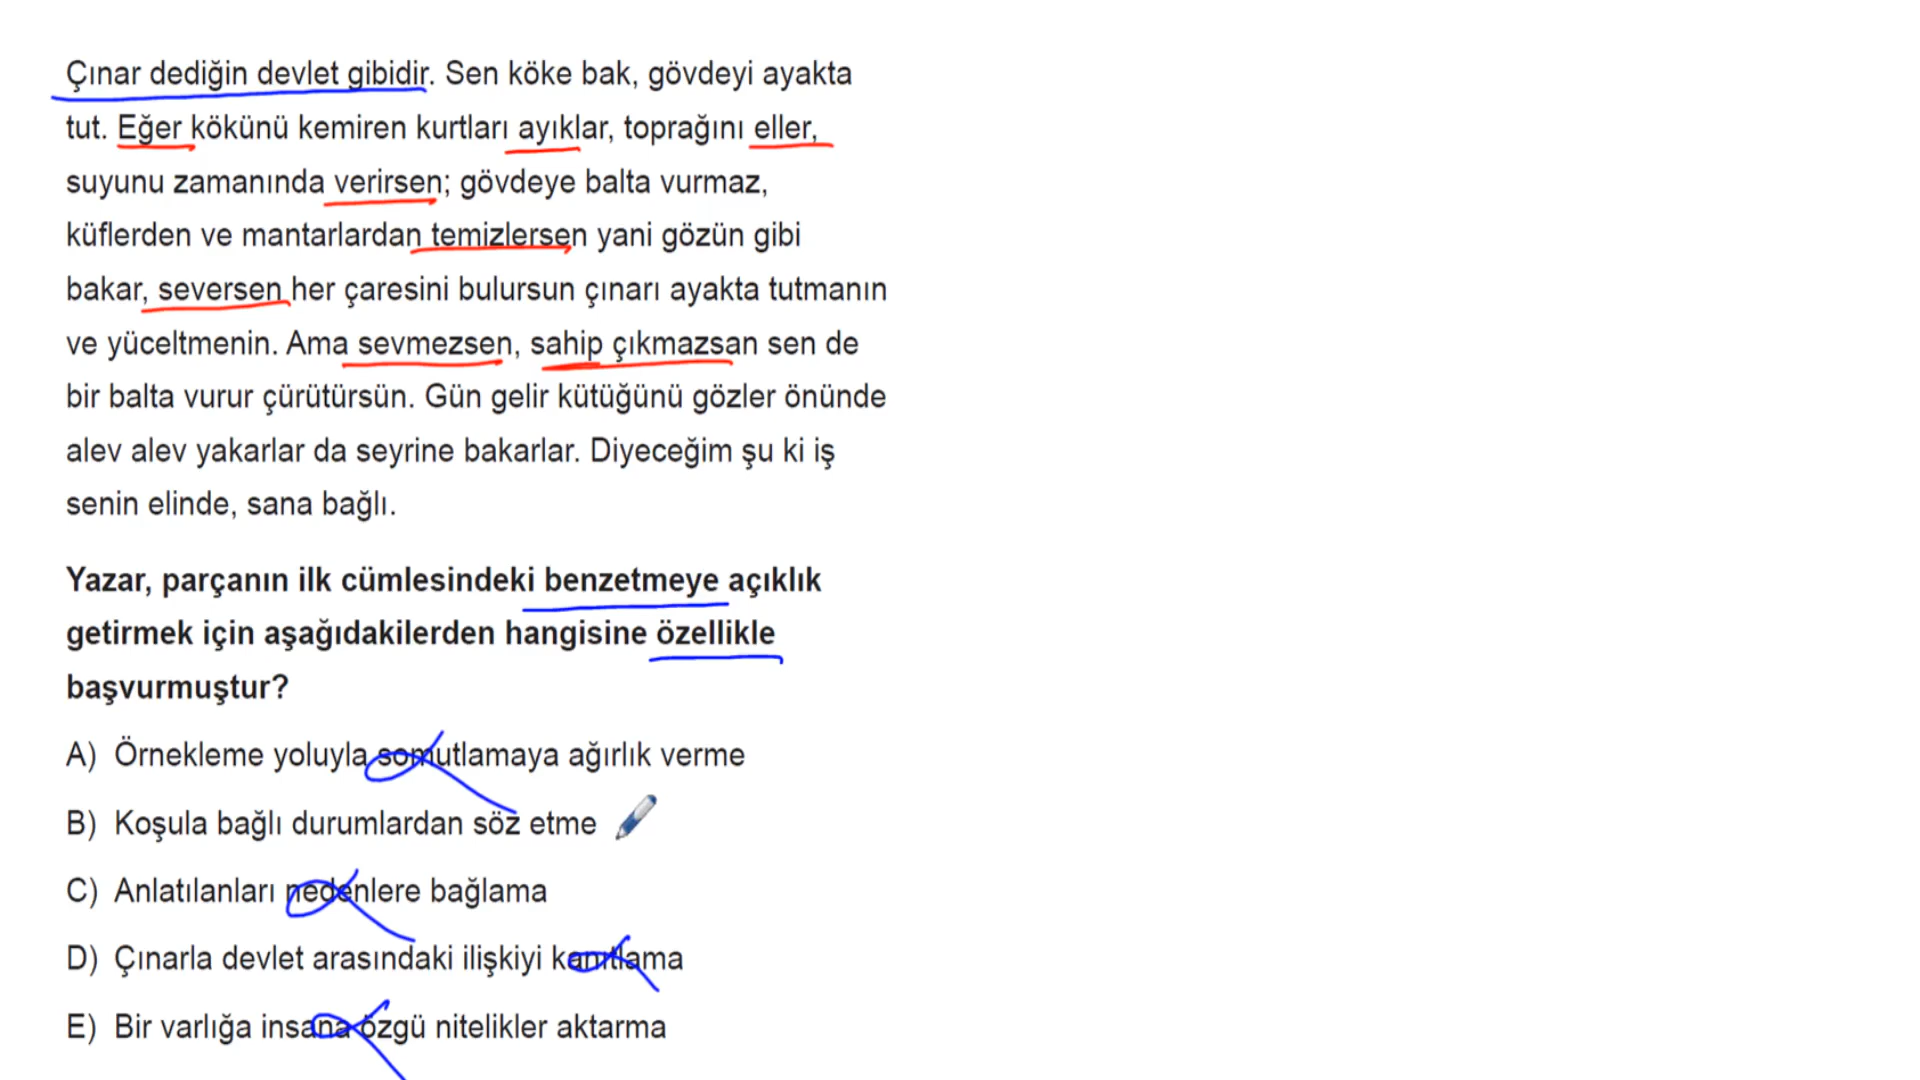 Çınar dediğin devlet gibidir. Sen köke bak, gövdeyi ayakta
tut. Eğer kökünü kemiren kurtları ayıklar, toprağını eller,
suyunu zamanında verirsen; gövdeye balta vurmaz,
küflerden ve mantarlardan temizlersen yani gözün gibi
bakar, seversen her çaresini bulursun çınarı ayakta tutmanın
ve yüceltmenin. Ama sevmezsen, sahip çıkmazsan sen de
bir balta vurur çürütürsün. Gün gelir kütüğünü gözler önünde
alev alev yakarlar da seyrine bakarlar. Diyeceğim şu ki iş
senin elinde, sana bağlı.
Yazar, parçanın ilk cümlesindeki benzetmeye açıklık
getirmek için aşağıdakilerden hangisine özellikle
başvurmuştur?
A) Örnekleme yoluyla somutlamaya ağırlık verme
B) Koşula bağlı durumlardan söz etme
C) Anlatılanları nedenlere bağlama
D) Çınarla devlet arasındaki ilişkiyi kanıtlama
E) Bir varlığa insana özgü nitelikler aktarma